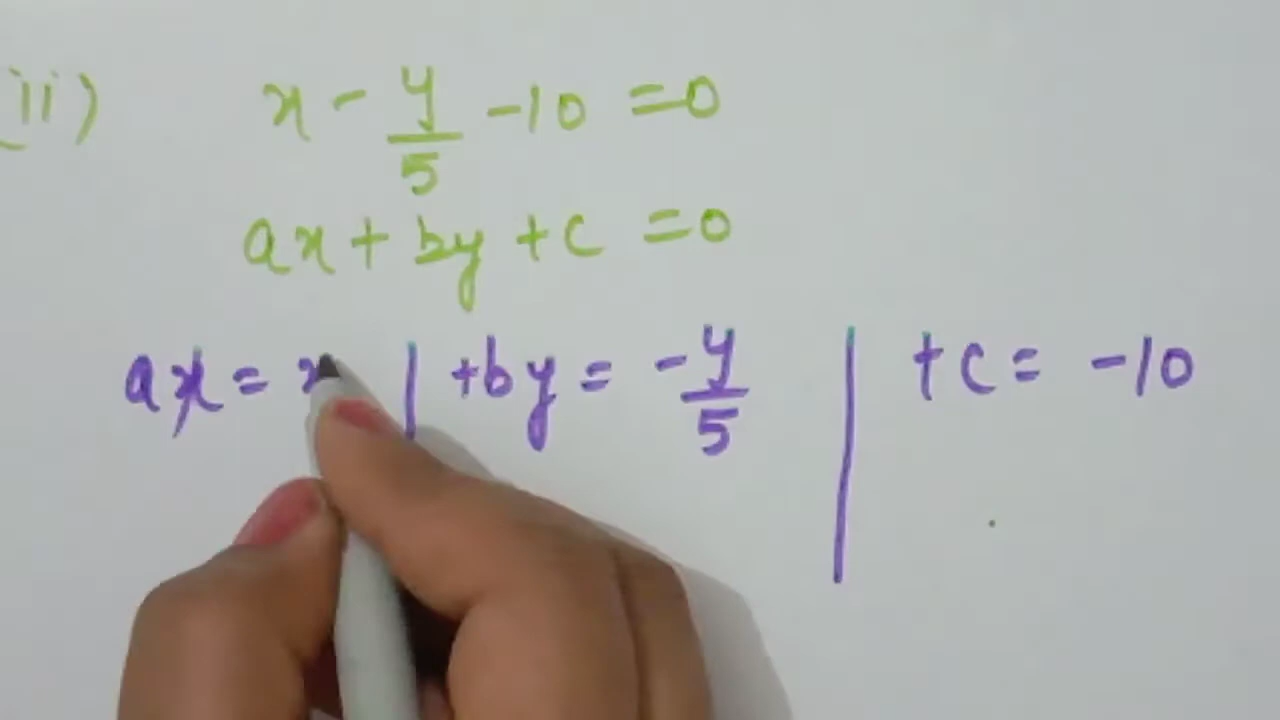 (ii) x - y/5 - 10 = 0
ax + by + c = 0
ax = x | + by = - y/5 | + c = - 10